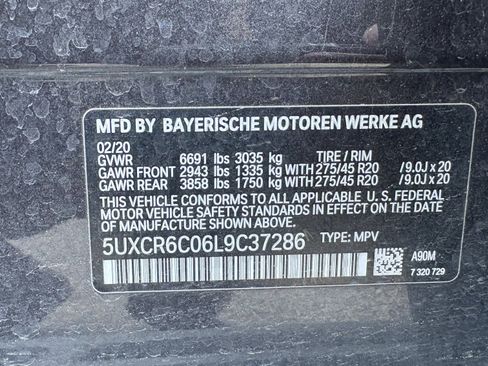 MFD BY BAYERISCHE MOTOREN WERKE AG
02/20
GVWR 6691 lbs 3035 kg TIRE / RIM
GAWR FRONT 2943 lbs 1335 kg WITH 275/45 R20 /9.0J x 20
GAWR REAR 3858 lbs 1750 kg WITH 275/45 R20 /9.0J x 20
THIS VEHICLE CONFORMS TO ALL APPLICABLE U.S. FEDERAL
MOTOR VEHICLE SAFETY STANDARDS IN EFFECT ON THE
DATE OF MANUFACTURE SHOWN ABOVE.
5UXCR6C06L9C37286 TYPE: MPV
A90M
7 320 729